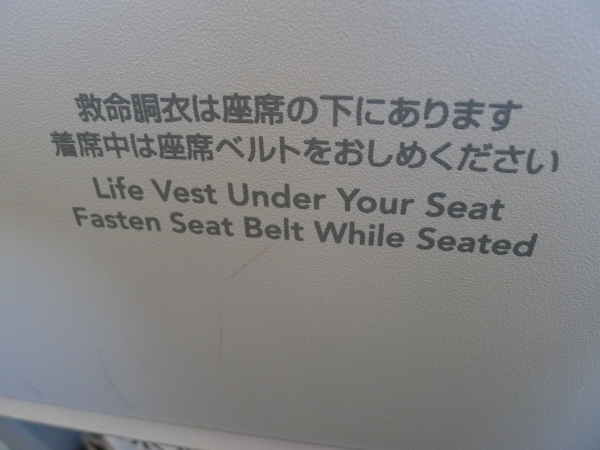 救命胴衣は座席の下にあります
着席中は座席ベルトをおしめください
Life Vest Under Your Seat
Fasten Seat Belt While Seated